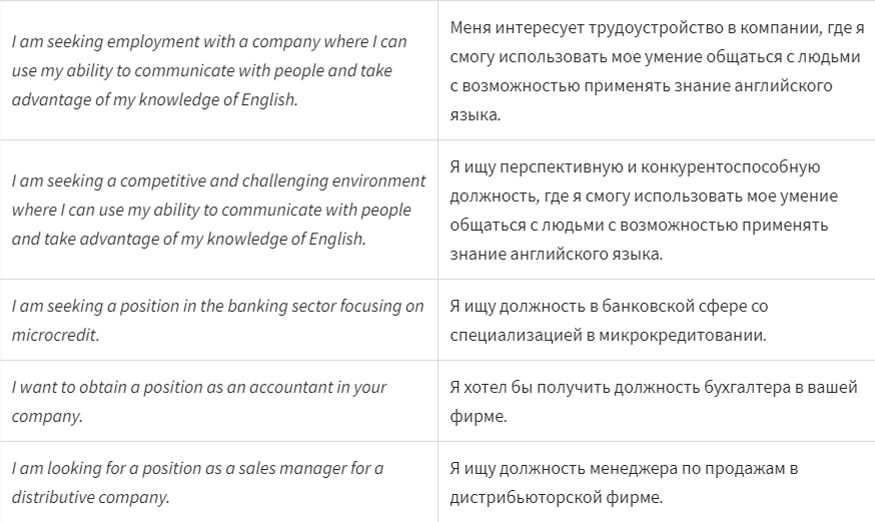 I am seeking employment with a company where I can
use my ability to communicate with people and take
advantage of my knowledge of English.
Меня интересует трудоустройство в компании, где я
смогу использовать мое умение общаться с людьми
с возможностью применять знание английского
языка.
I am seeking a competitive and challenging environment
where I can use my ability to communicate with people
and take advantage of my knowledge of English.
Я ищу перспективную и конкурентоспособную
должность, где я смогу использовать мое умение
общаться с людьми с возможностью применять
знание английского языка.
I am seeking a position in the banking sector focusing on
microcredit.
Я ищу должность в банковской сфере со
специализацией в микрокредитовании.
I want to obtain a position as an accountant in your
company.
Я хотел бы получить должность бухгалтера в вашей
фирме.
I am looking for a position as a sales manager for a
distributive company.
Я ищу должность менеджера по продажам в
дистрибьюторской фирме.